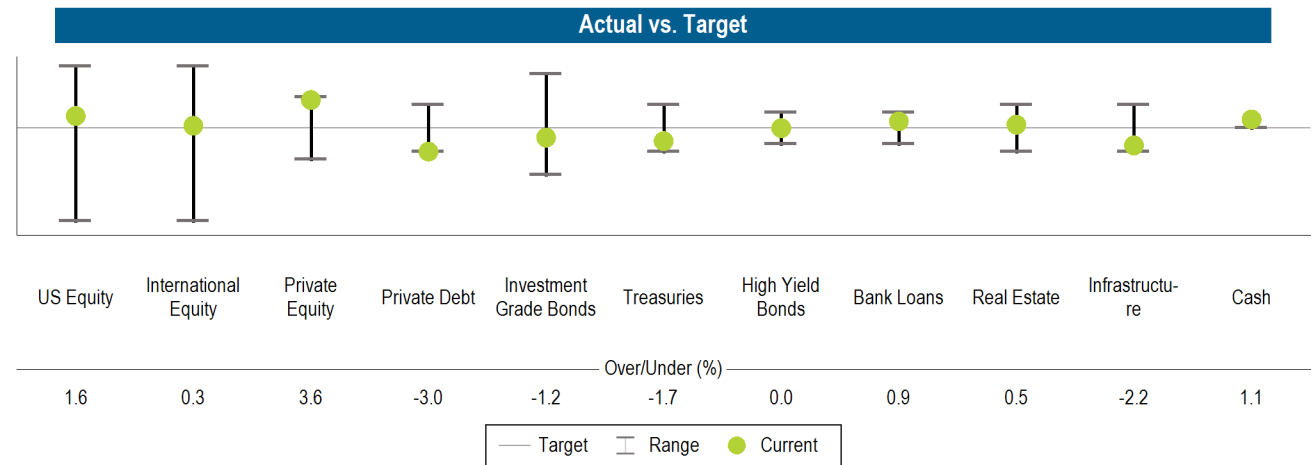 Actual vs. Target
US Equity
International
Equity
Private
Equity
Private Debt
Investment
Grade Bonds
Treasuries
High Yield
Bonds
Bank Loans
Real Estate
Infrastructu-
re
Cash
Over/Under (%)
1.6 0.3 3.6 -3.0 -1.2 -1.7 0.0 0.9 0.5 -2.2 1.1
Target Range Current